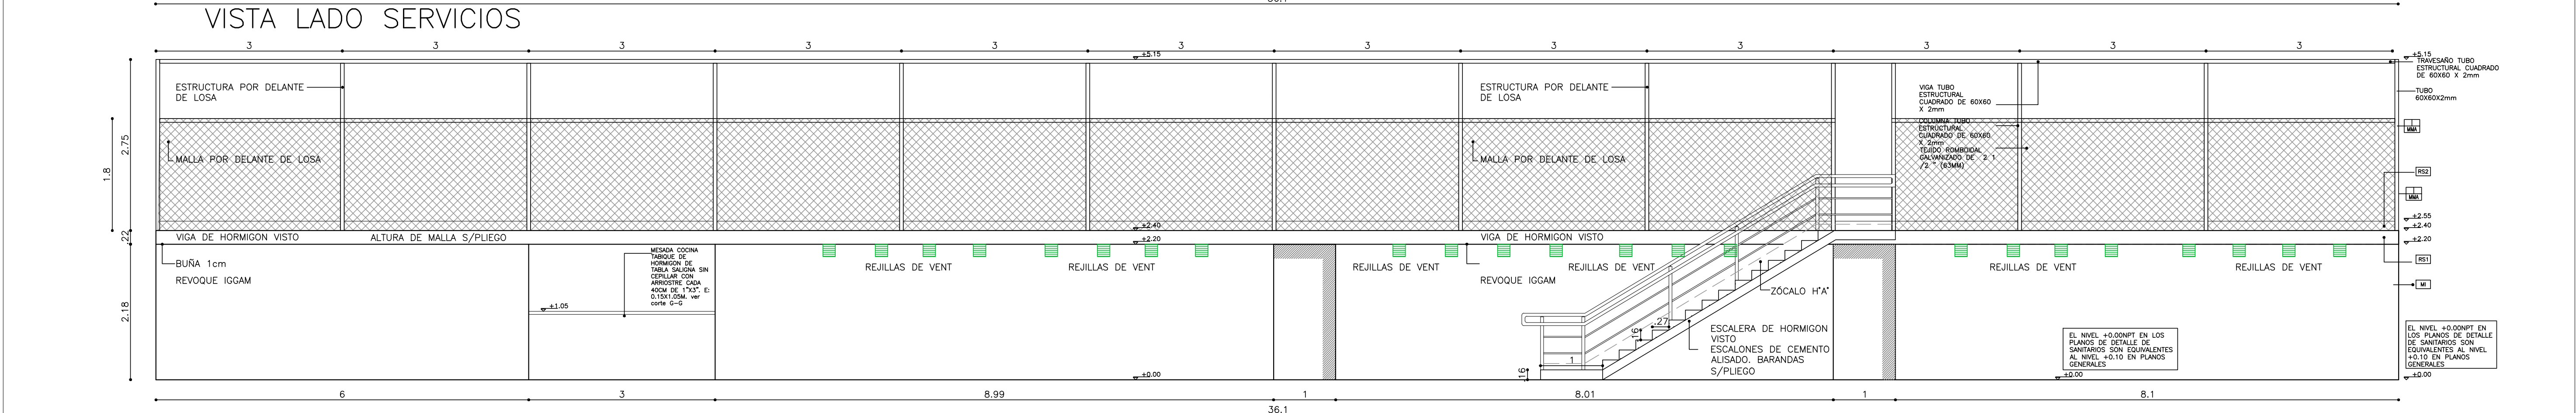 VISTA LADO SERVICIOS
3 3 3 3 3 3 3 3 3 3 3 3
+5.15
+5.15
TRAVESAÑO TUBO
ESTRUCTURAL CUADRADO
DE 60X60 X 2mm
TUBO
60X60X2mm
ESTRUCTURA POR DELANTE
DE LOSA
ESTRUCTURA POR DELANTE
DE LOSA
VIGA TUBO
ESTRUCTURAL
CUADRADO DE 60X60
X 2mm
COLUMNA TUBO
ESTRUCTURAL
CUADRADO DE 60X60
X 2mm
TEJIDO ROMBOIDAL
GALVANIZADO DE 2 1
/2 " (63MM)
MALLA POR DELANTE DE LOSA
MALLA POR DELANTE DE LOSA
2.75
1.8
.22
2.18
MMA
RS2
MMA
+2.55
+2.40
+2.20
RS1
MI
+2.40
+2.20
VIGA DE HORMIGON VISTO
ALTURA DE MALLA S/PLIEGO
VIGA DE HORMIGON VISTO
BUÑA 1cm
REVOQUE IGGAM
MESADA COCINA
TABIQUE DE
HORMIGON DE
TABLA SALIGNA SIN
CEPILLAR CON
ARRIOSTRE CADA
40CM DE 1"X3". E:
0.15X1.05M. ver
corte G-G
+1.05
REJILLAS DE VENT
REJILLAS DE VENT
REJILLAS DE VENT
REJILLAS DE VENT
REJILLAS DE VENT
REJILLAS DE VENT
REVOQUE IGGAM
ZÓCALO H°A°
.27
.16
1
.16
ESCALERA DE HORMIGON
VISTO
ESCALONES DE CEMENTO
ALISADO. BARANDAS
S/PLIEGO
EL NIVEL +0.00NPT EN LOS
PLANOS DE DETALLE DE
SANITARIOS SON EQUIVALENTES
AL NIVEL +0.10 EN PLANOS
GENERALES
EL NIVEL +0.00NPT EN
LOS PLANOS DE DETALLE
DE SANITARIOS SON
EQUIVALENTES AL NIVEL
+0.10 EN PLANOS
GENERALES
+0.00
+0.00
+0.00
6 3 8.99 1 8.01 1 8.1
36.1